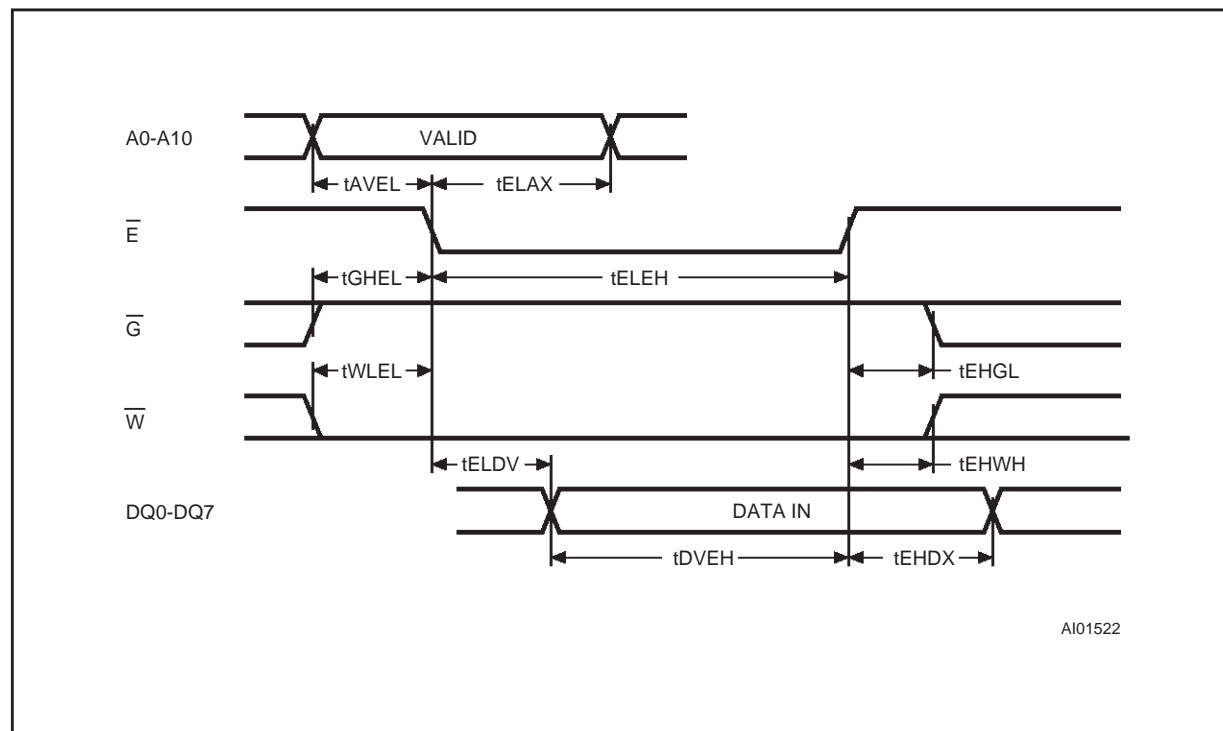 A0-A10
VALID
tAVEL
tELAX
E̅
tGHEL
tELEH
G̅
tWLEL
tEHGL
W̅
tELDV
tEHWH
DQ0-DQ7
DATA IN
tDVEH
tEHDX
AI01522